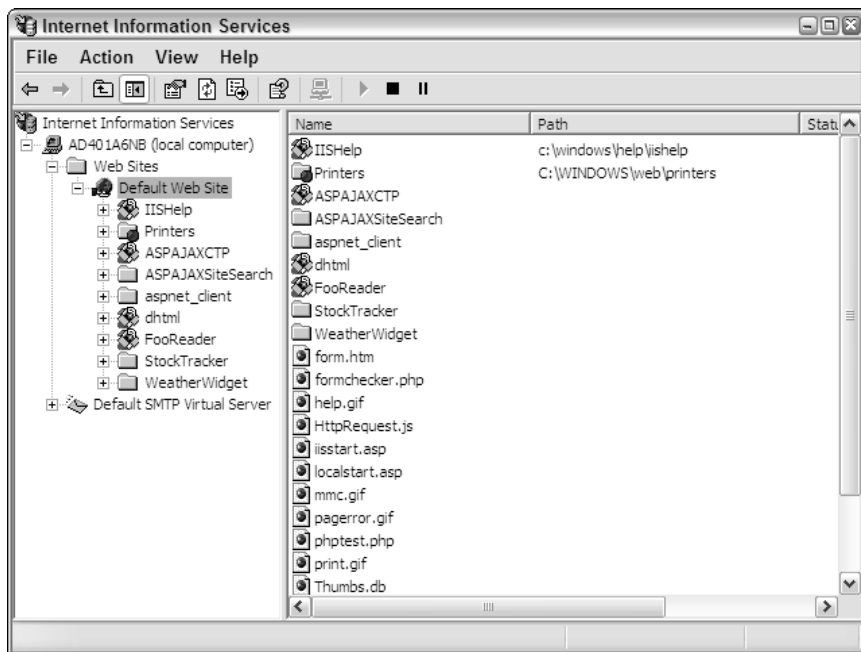 Internet Information Services
File Action View Help
Internet Information Services
AD401A6NB (local computer)
Web Sites
Default Web Site
IISHelp
Printers
ASPAJAXCTP
ASPAJAXSiteSearch
aspnet_client
dhtml
FooReader
StockTracker
WeatherWidget
Default SMTP Virtual Server
Name Path Statu
IISHelp c:\windows\help\iishelp
Printers C:\WINDOWS\web\printers
ASPAJAXCTP
ASPAJAXSiteSearch
aspnet_client
dhtml
FooReader
StockTracker
WeatherWidget
form.htm
formchecker.php
help.gif
HttpRequest.js
iisstart.asp
localstart.asp
mmc.gif
pagerror.gif
phptest.php
print.gif
Thumbs.db